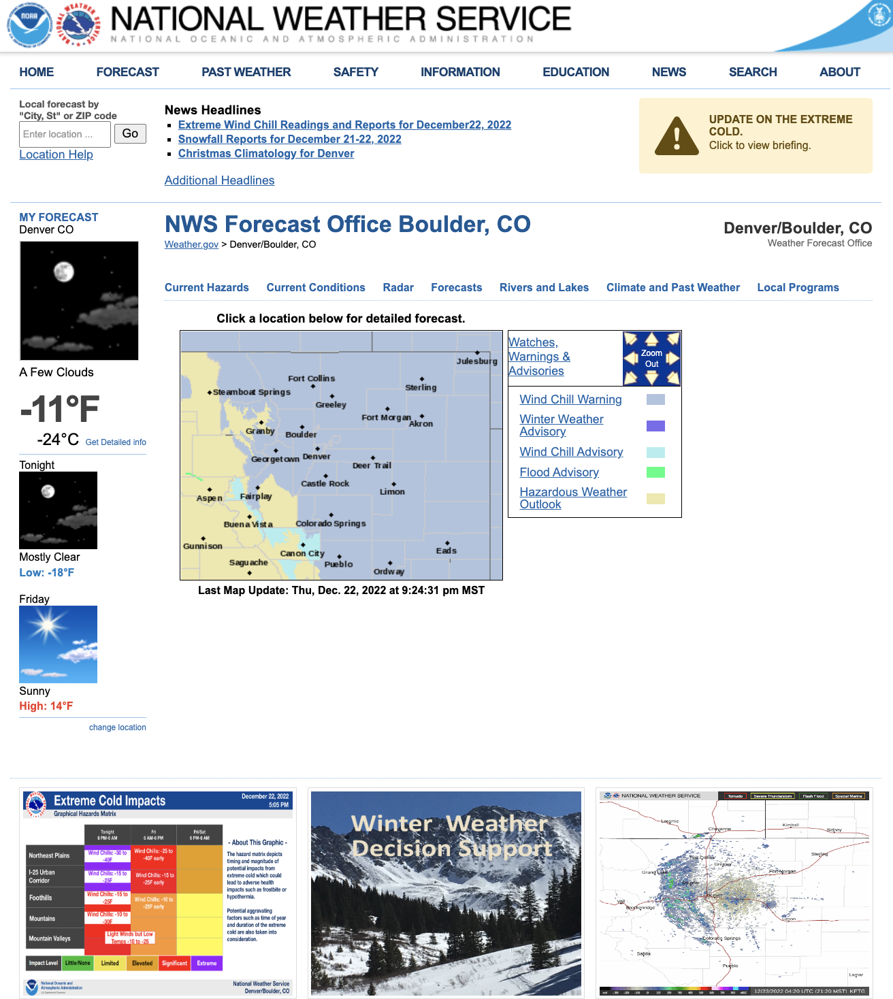 NOAA
NATIONAL WEATHER SERVICE
NATIONAL OCEANIC AND ATMOSPHERIC ADMINISTRATION
HOME FORECAST PAST WEATHER SAFETY INFORMATION EDUCATION NEWS SEARCH ABOUT
Local forecast by
"City, St" or ZIP code
Enter location ... Go
Location Help
News Headlines
Extreme Wind Chill Readings and Reports for December22, 2022
Snowfall Reports for December 21-22, 2022
Christmas Climatology for Denver
Additional Headlines
UPDATE ON THE EXTREME
COLD.
Click to view briefing.
MY FORECAST
Denver CO
A Few Clouds
-11°F
-24°C Get Detailed info
Tonight
Mostly Clear
Low: -18°F
Friday
Sunny
High: 14°F
change location
NWS Forecast Office Boulder, CO
Weather.gov > Denver/Boulder, CO
Denver/Boulder, CO
Weather Forecast Office
Current Hazards Current Conditions Radar Forecasts Rivers and Lakes Climate and Past Weather Local Programs
Click a location below for detailed forecast.
Julesburg
Fort Collins
Sterling
Steamboat Springs
Greeley
Fort Morgan
Akron
Granby
Boulder
Georgetown
Denver
Deer Trail
Castle Rock
Limon
Aspen
Fairplay
Buena Vista
Colorado Springs
Gunnison
Canon City
Eads
Saguache
Pueblo
Ordway
Last Map Update: Thu, Dec. 22, 2022 at 9:24:31 pm MST
Watches,
Warnings &
Advisories
Zoom
Out
Wind Chill Warning
Winter Weather
Advisory
Wind Chill Advisory
Flood Advisory
Hazardous Weather
Outlook
Extreme Cold Impacts
Graphical Hazards Matrix
December 22, 2022
5:05 PM
Tonight
6 PM-6 AM
Fri
6 AM-6 PM
Fri/Sat
6 PM-6 AM
Northeast Plains
Wind Chills: -30 to
-40F
Wind Chills: -25 to
-40F early
I-25 Urban
Corridor
Wind Chills: -15 to
-25F
Wind Chills: -15 to
-25F early
Foothills
Wind Chills: -15 to
-25F
Wind Chills: -10 to
-25F early
Mountains
Wind Chills: -10 to
-30F
Mountain Valleys
Light Winds but Low
Temps -10 to -25
Impact Level Little/None Limited Elevated Significant Extreme
- About This Graphic -
The hazard matrix depicts
timing and magnitude of
potential impacts from
extreme cold which could
lead to adverse health
impacts such as frostbite or
hypothermia.
Potential aggravating
factors such as time of year
and duration of the extreme
cold are also taken into
consideration.
National Oceanic and
Atmospheric Administration
National Weather Service
Denver/Boulder, CO
Winter Weather
Decision Support
NATIONAL WEATHER SERVICE
Tornado Severe Thunderstorm Flash Flood Special Marine
Laramie
Cheyenne
Kimball
Sidney
Sterling
Fort Collins
Greeley
Grand Lake
Fort Morgan
Boulder
Denver
Vail
Breckenridge
Limon
Colorado Springs
Salida
Pueblo
Lamar
nd -30 -20 -10 0 10 20 30 40 50 60 70 80 dBZ
12/23/2022 04:20 UTC (21:20 MST) KFTG